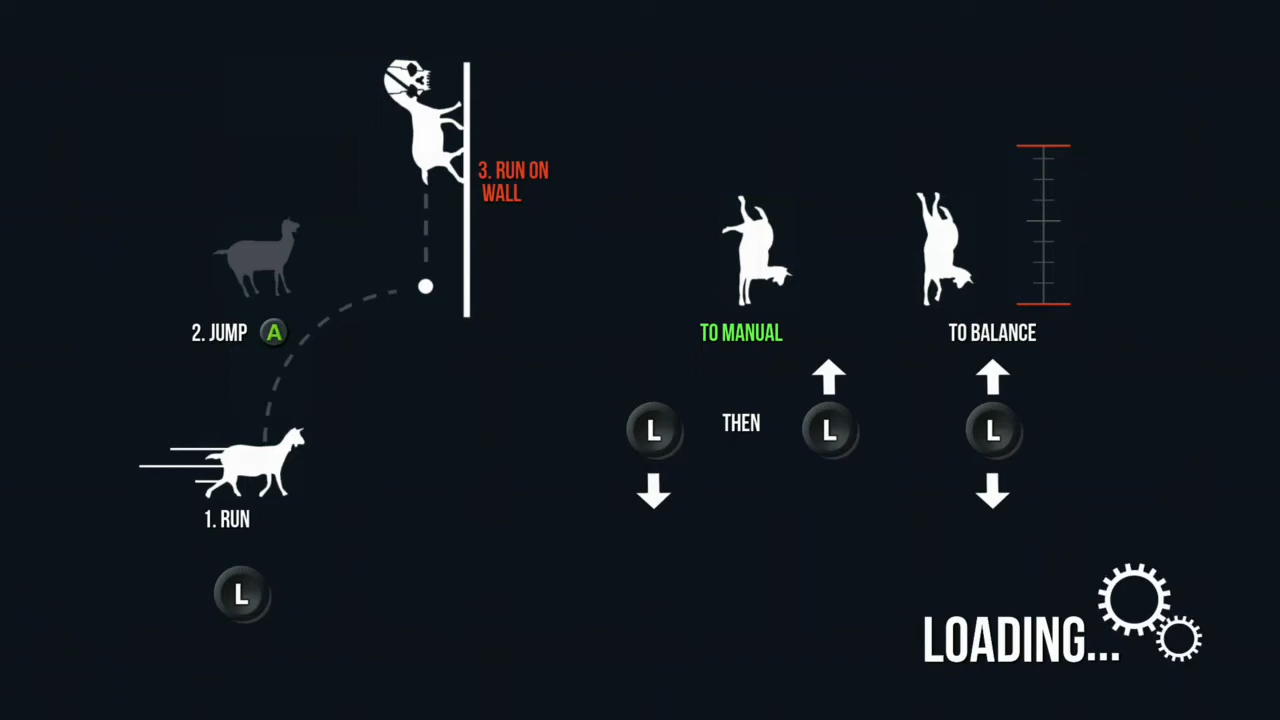 3. RUN ON
WALL
2. JUMP A
1. RUN
L
TO MANUAL
TO BALANCE
L THEN L
L
LOADING...